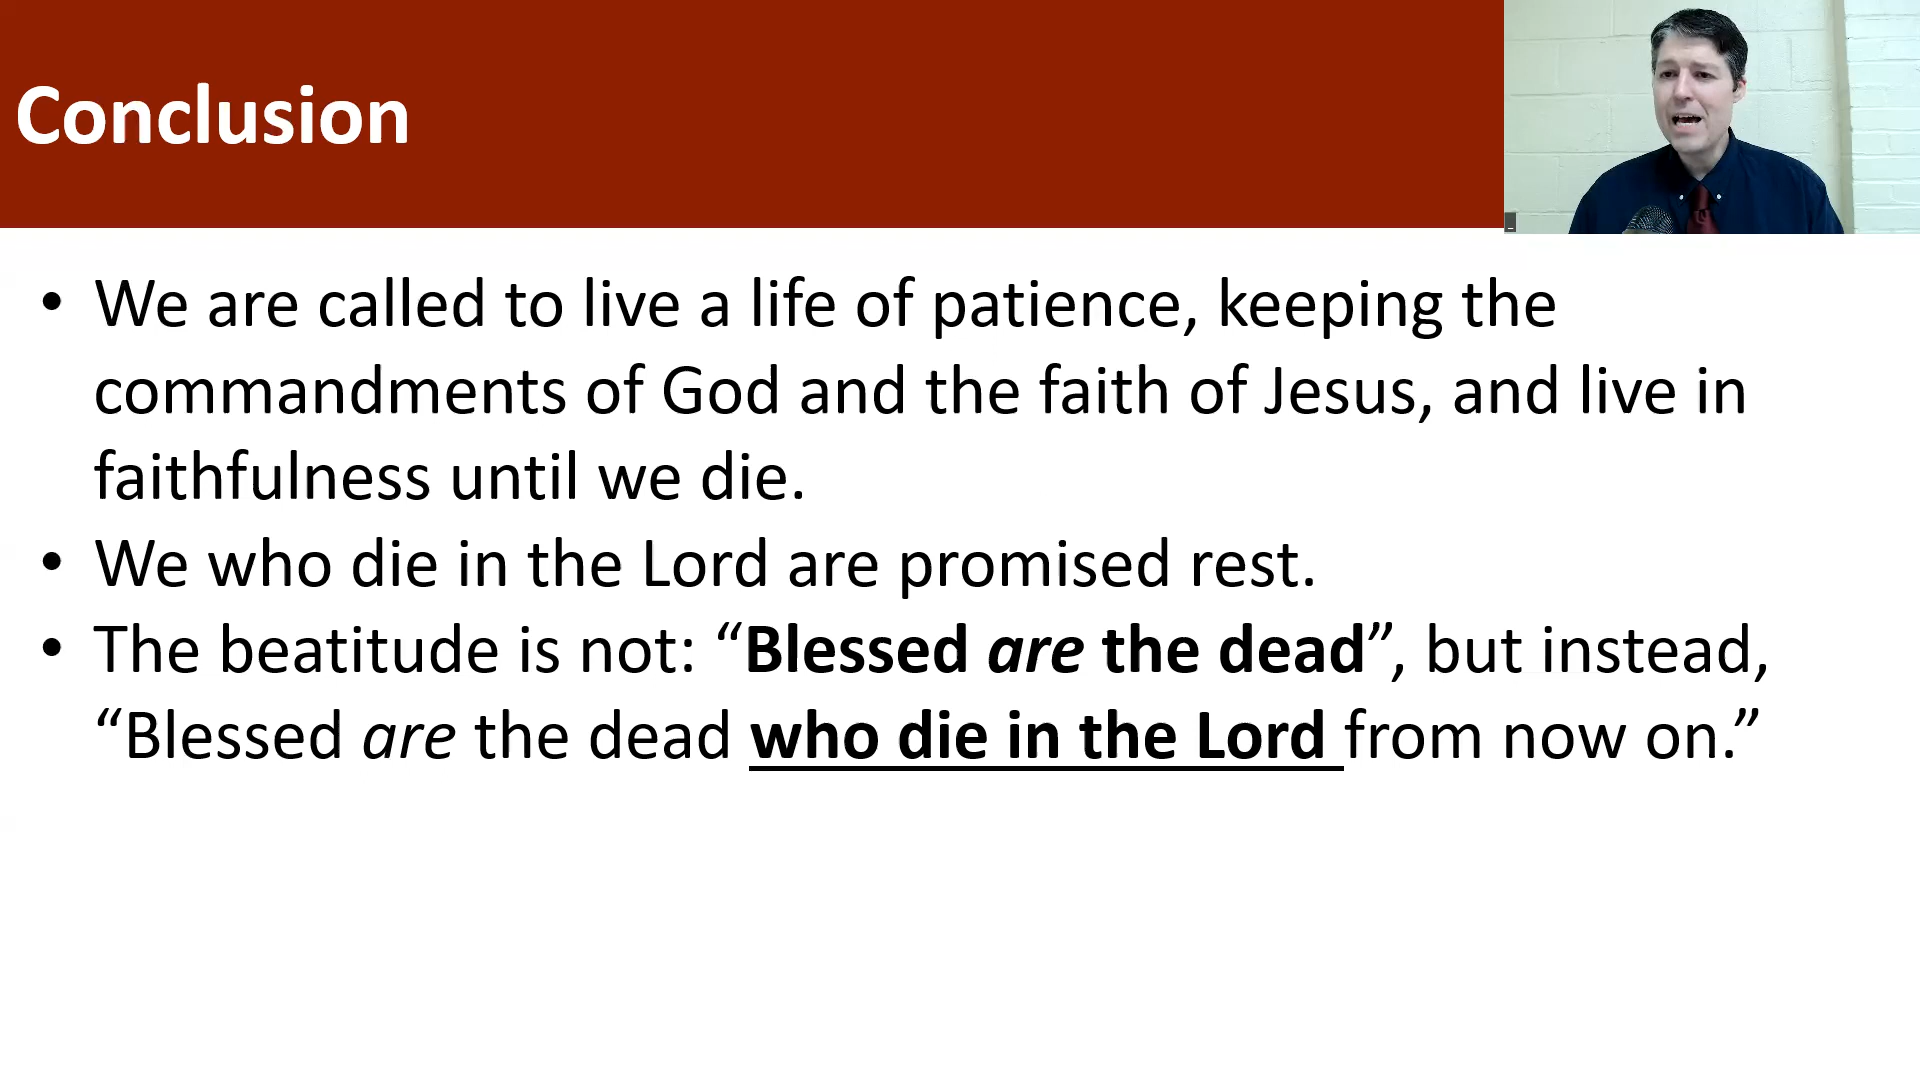 Conclusion
• We are called to live a life of patience, keeping the
commandments of God and the faith of Jesus, and live in
faithfulness until we die.
• We who die in the Lord are promised rest.
• The beatitude is not: “Blessed are the dead”, but instead,
“Blessed are the dead who die in the Lord from now on.”